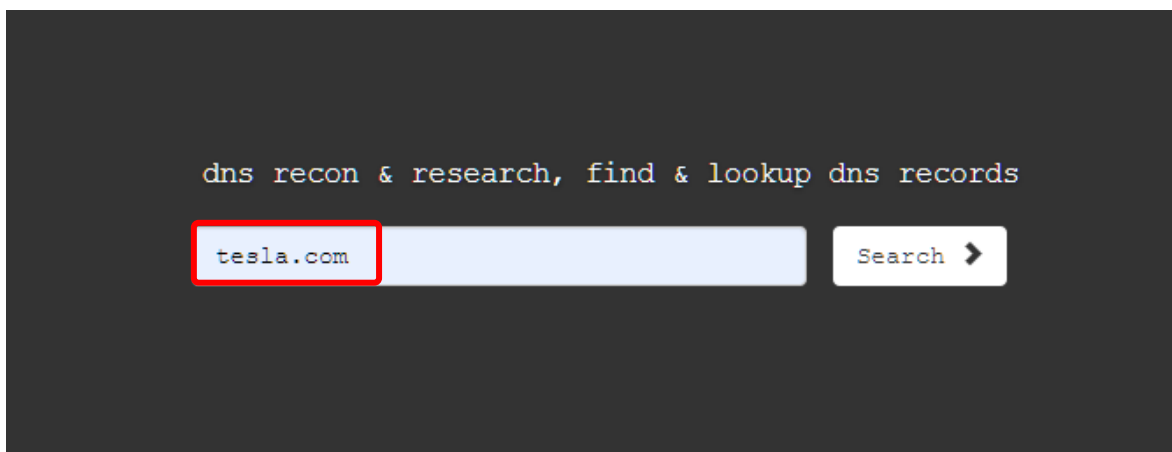 dns recon & research, find & lookup dns records
tesla.com
Search